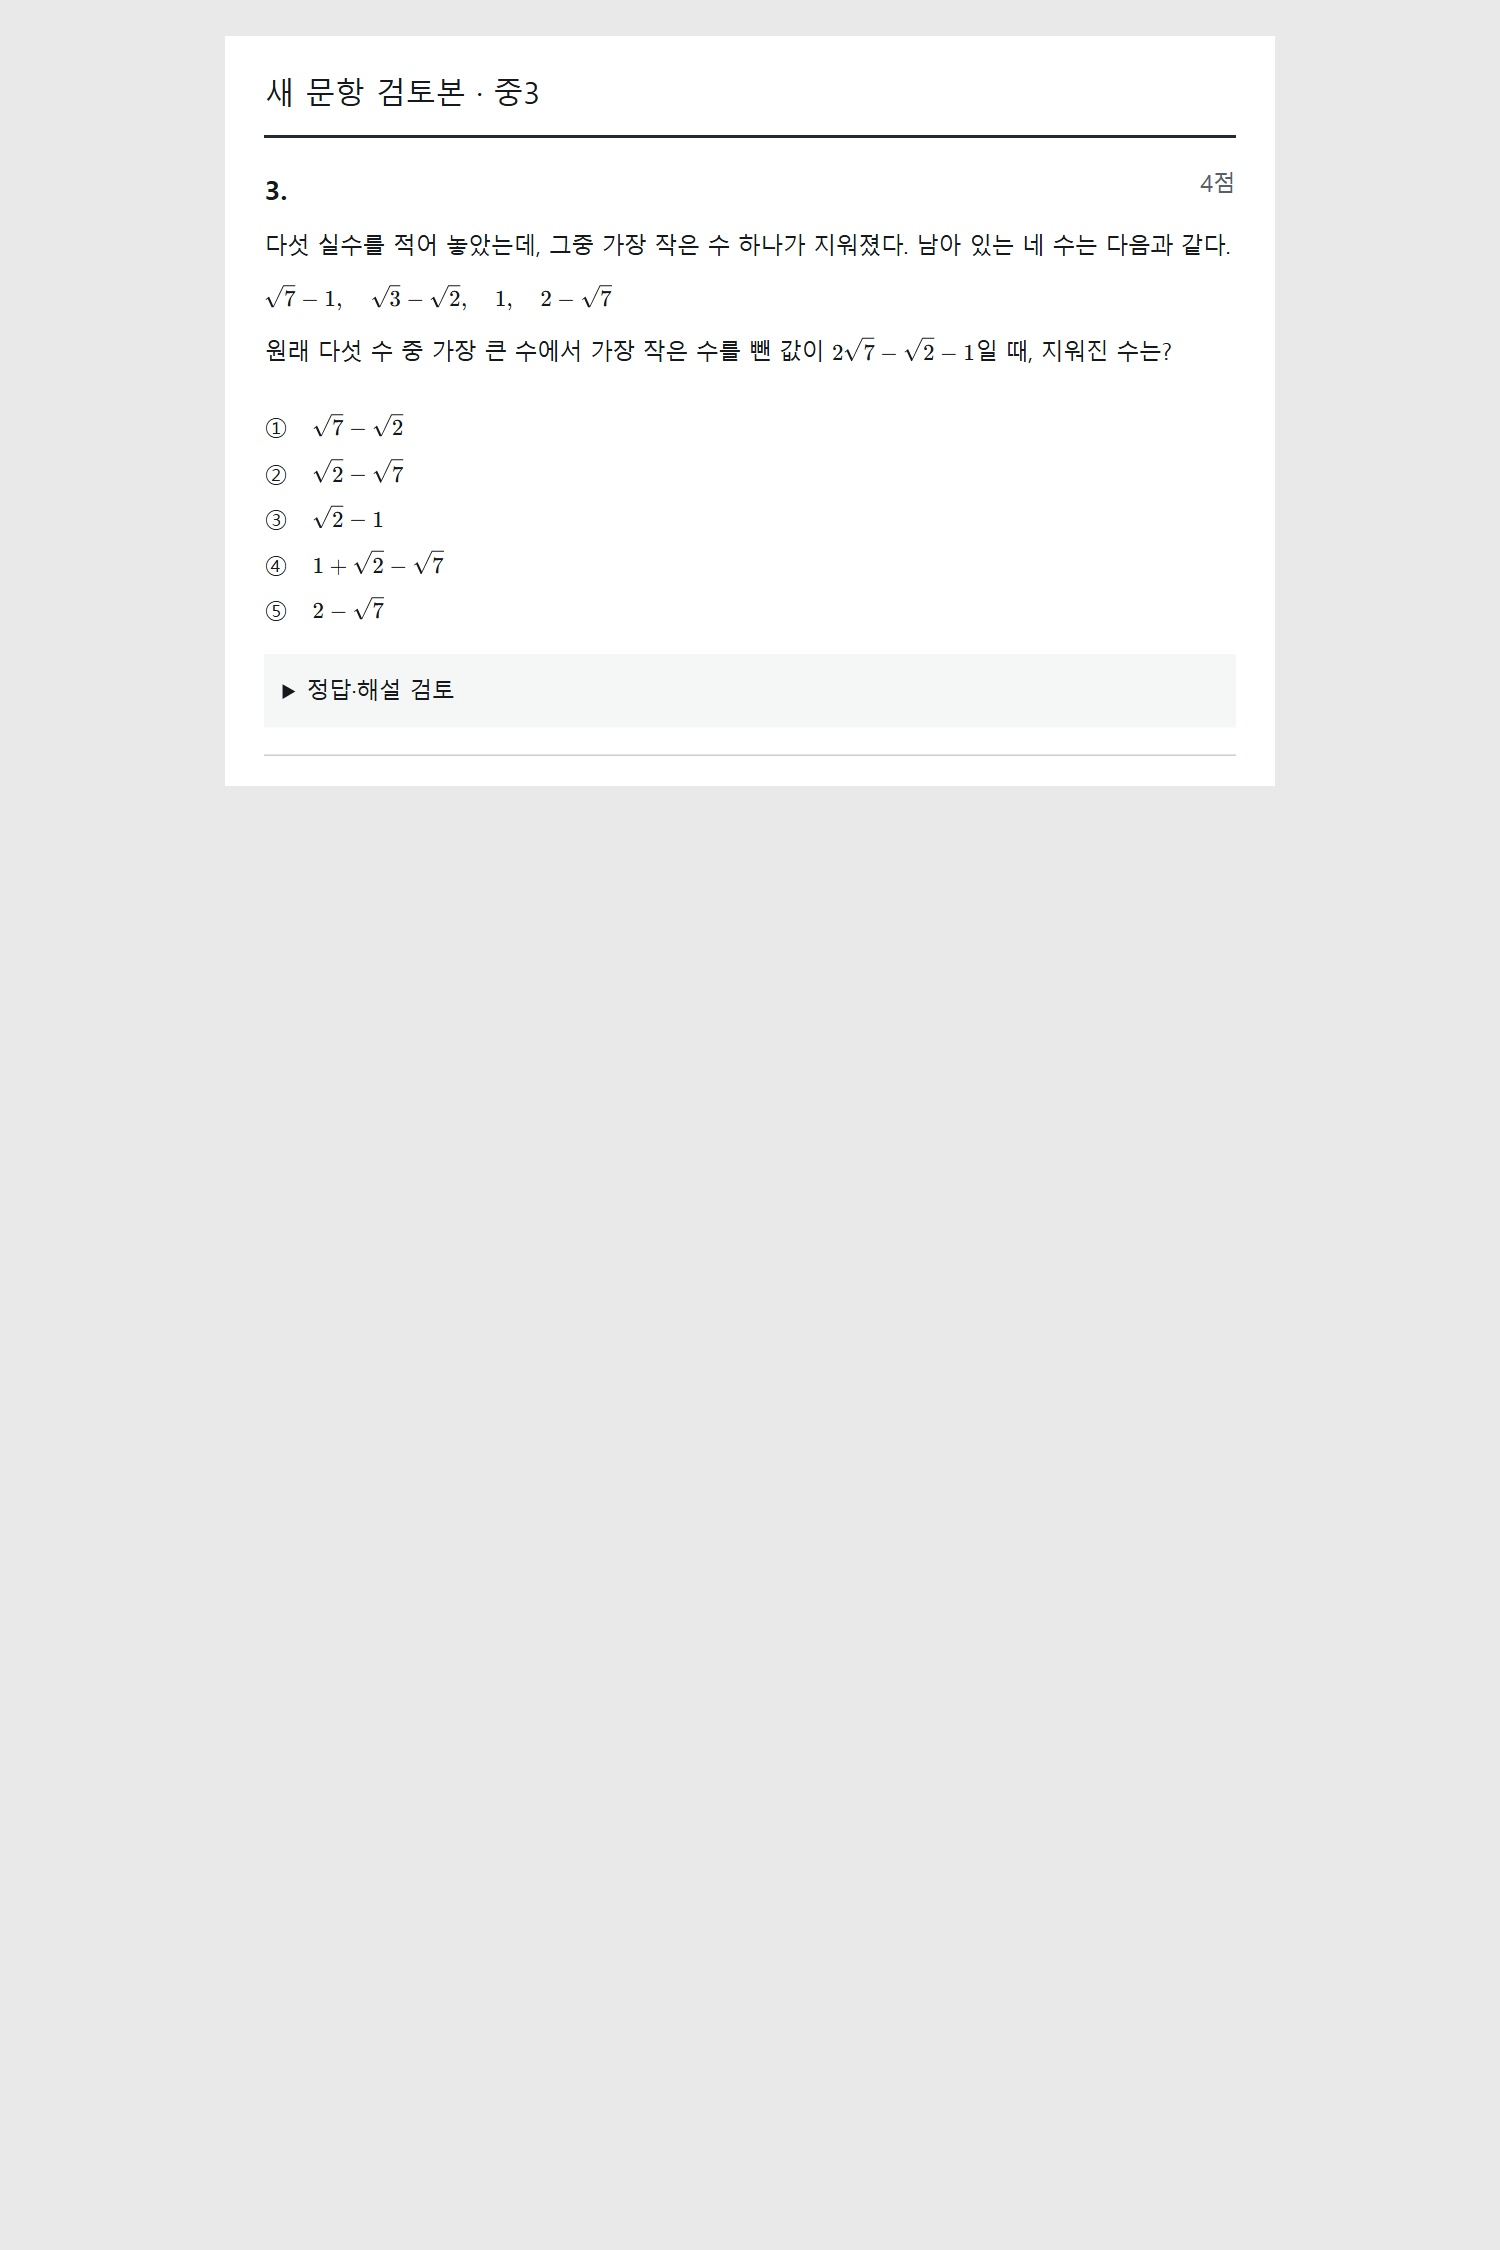 새 문항 검토본 · 중3
3.
4점
다섯 실수를 적어 놓았는데, 그중 가장 작은 수 하나가 지워졌다. 남아 있는 네 수는 다음과 같다.
√7 − 1, √3 − √2, 1, 2 − √7
원래 다섯 수 중 가장 큰 수에서 가장 작은 수를 뺀 값이 2√7 − √2 − 1일 때, 지워진 수는?
① √7 − √2
② √2 − √7
③ √2 − 1
④ 1 + √2 − √7
⑤ 2 − √7
▶ 정답·해설 검토